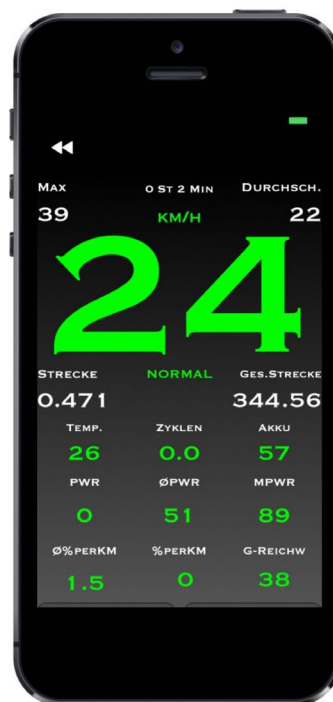 MAX 0 ST 2 MIN DURCHSCH.
39 KM/H 22
24
STRECKE NORMAL GES.STRECKE
0.471 344.56
TEMP. ZYKLEN AKKU
26 0.0 57
PWR ØPWR MPWR
0 51 89
Ø%PERKM %PERKM G-REICHW
1.5 0 38